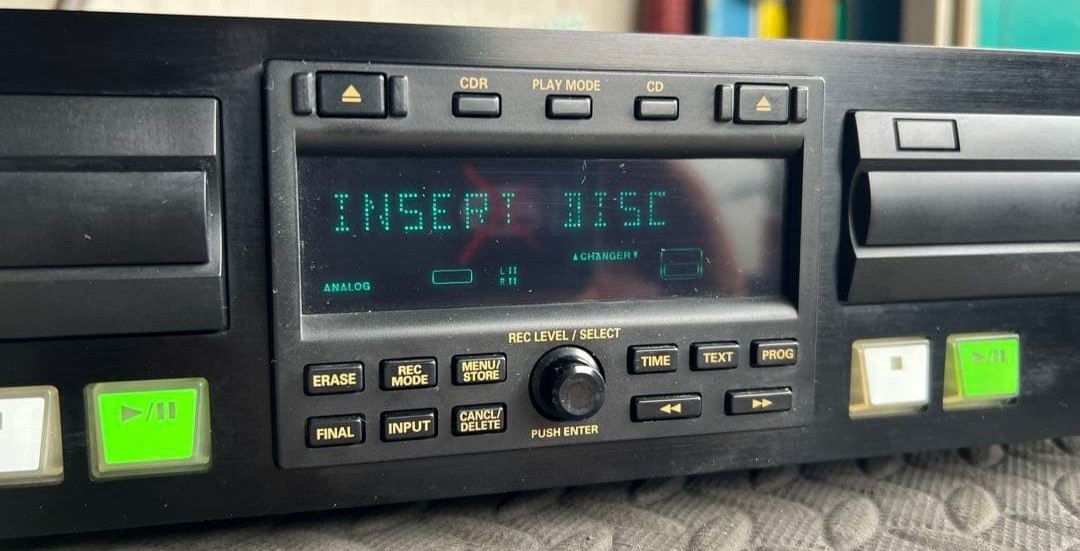 CDR PLAY MODE CD
INSERT DISC
▲CHANGER▼
ANALOG
L
R
REC LEVEL / SELECT
ERASE REC MODE MENU/ STORE TIME TEXT PROG
FINAL INPUT CANCL/ DELETE
PUSH ENTER